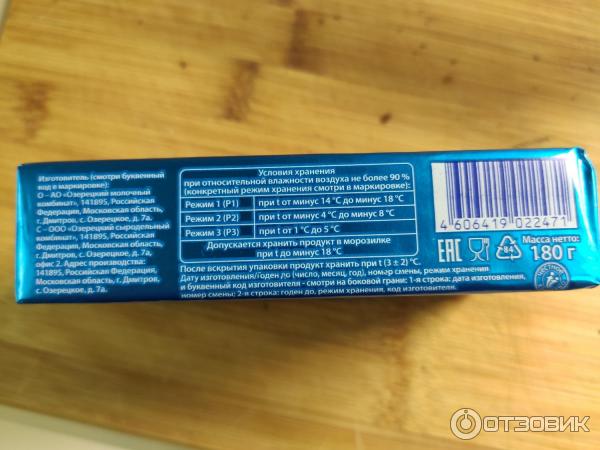 Изготовитель (смотри буквенный
код в маркировке):
О – АО «Озерецкий молочный
комбинат», 141895, Российская
Федерация, Московская область,
г. Дмитров, с. Озерецкое, д. 7а.
С – ООО «Озерецкий сыродельный
комбинат», 141895, Российская
Федерация, Московская область,
г. Дмитров, с. Озерецкое, д. 7а,
офис 2. Адрес производства:
141895, Российская Федерация,
Московская область, г. Дмитров,
с. Озерецкое, д. 7а.
Условия хранения
при относительной влажности воздуха не более 90 %
(конкретный режим хранения смотри в маркировке):
Режим 1 (Р1) при t от минус 14 °С до минус 18 °С
Режим 2 (Р2) при t от минус 4 °С до минус 8 °С
Режим 3 (Р3) при t от 1 °С до 5 °С
Допускается хранить продукт в морозилке
при t до минус 18 °С
После вскрытия упаковки продукт хранить при t (3 ± 2) °С.
Дату изготовления/годен до (число, месяц, год), номер смены, режим хранения
и буквенный код изготовителя - смотри на боковой грани: 1-я строка: дата изготовления,
номер смены; 2-я строка: годен до, режим хранения, код изготовителя.
4 606419 022471
ЕАС
84
Масса нетто:
180 г
ЧЕСТНОЕ
ОТЗОВИК